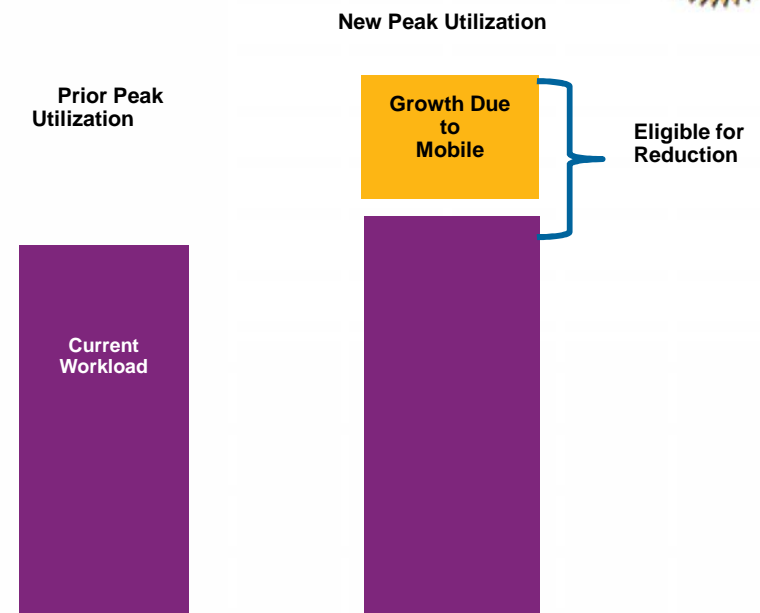 New Peak Utilization
Prior Peak
Utilization
Growth Due
to
Mobile
Eligible for
Reduction
Current
Workload